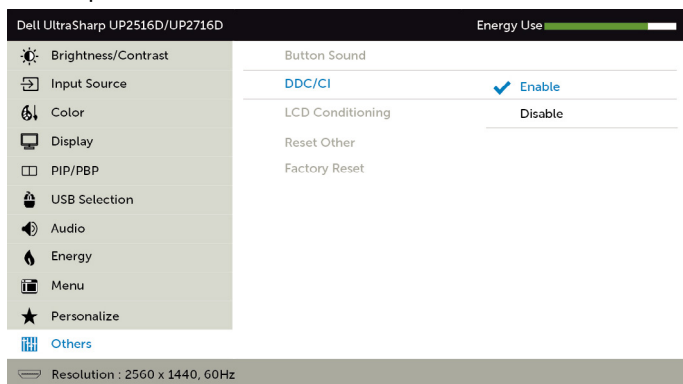 Dell UltraSharp UP2516D/UP2716D Energy Use
Brightness/Contrast Button Sound
Input Source DDC/CI Enable
Color LCD Conditioning Disable
Display Reset Other
PIP/PBP Factory Reset
USB Selection
Audio
Energy
Menu
Personalize
Others
Resolution : 2560 x 1440, 60Hz